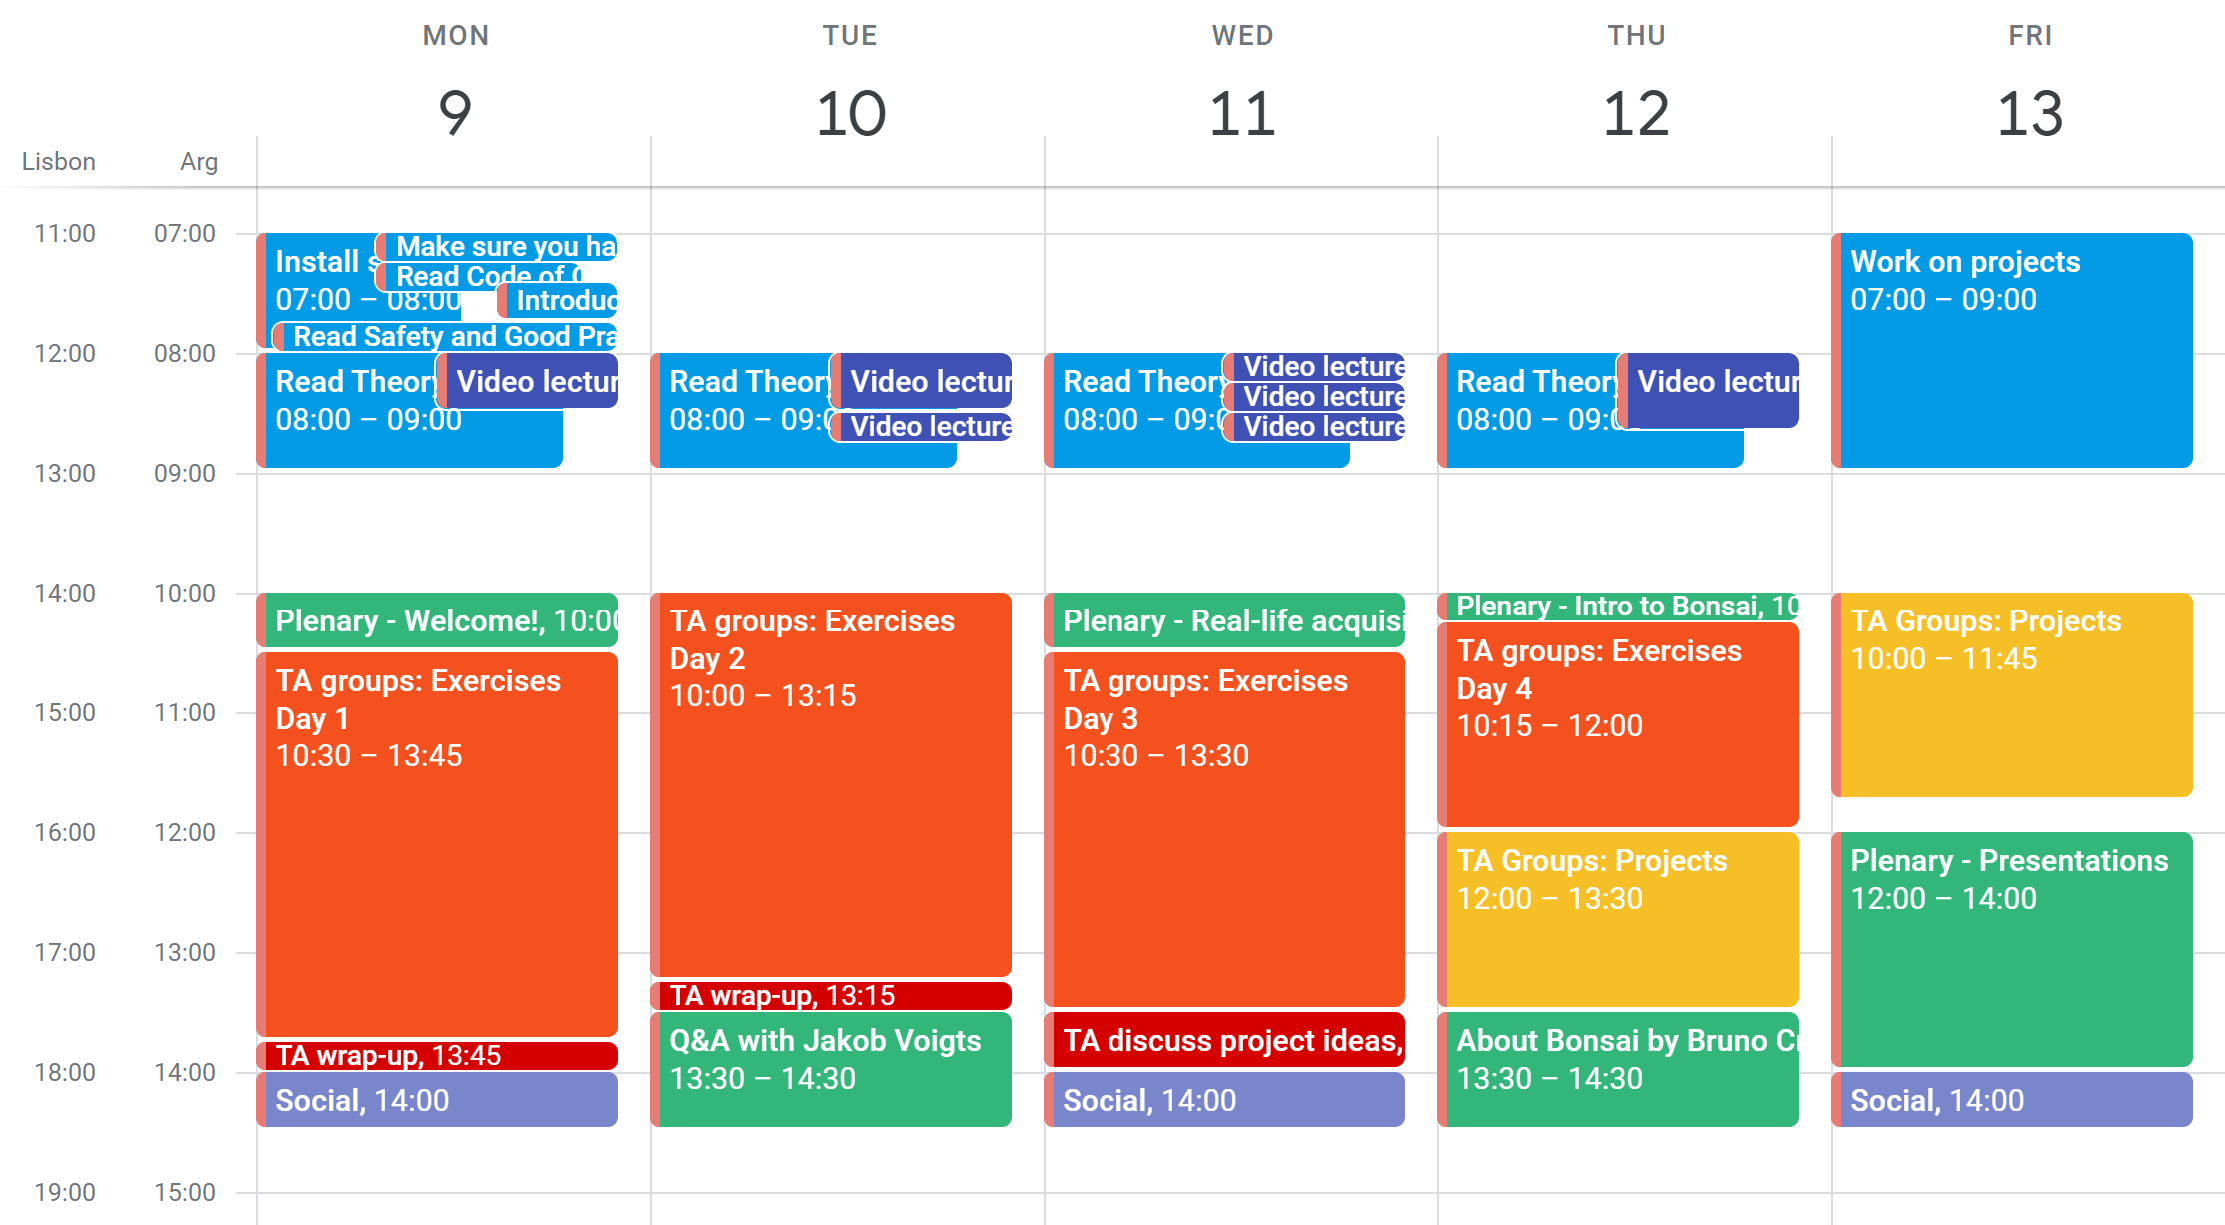 MON
TUE
WED
THU
FRI
9
10
11
12
13
Lisbon
Arg
11:00
07:00
12:00
08:00
13:00
09:00
14:00
10:00
15:00
11:00
16:00
12:00
17:00
13:00
18:00
14:00
19:00
15:00
Install s
07:00 – 08:00
Make sure you ha
Read Code of
Introduc
Read Safety and Good Pra
Read Theory
08:00 – 09:00
Video lectur
Plenary - Welcome!, 10:00
TA groups: Exercises
Day 1
10:30 – 13:45
TA wrap-up, 13:45
Social, 14:00
Read Theory
08:00 – 09:0
Video lectur
Video lecture
TA groups: Exercises
Day 2
10:00 – 13:15
TA wrap-up, 13:15
Q&A with Jakob Voigts
13:30 – 14:30
Read Theory
08:00 – 09:0
Video lecture
Video lecture
Video lecture
Plenary - Real-life acquisi
TA groups: Exercises
Day 3
10:30 – 13:30
TA discuss project ideas,
Social, 14:00
Read Theory
08:00 – 09:0
Video lectur
Plenary - Intro to Bonsai, 10
TA groups: Exercises
Day 4
10:15 – 12:00
TA Groups: Projects
12:00 – 13:30
About Bonsai by Bruno Cr
13:30 – 14:30
Work on projects
07:00 – 09:00
TA Groups: Projects
10:00 – 11:45
Plenary - Presentations
12:00 – 14:00
Social, 14:00